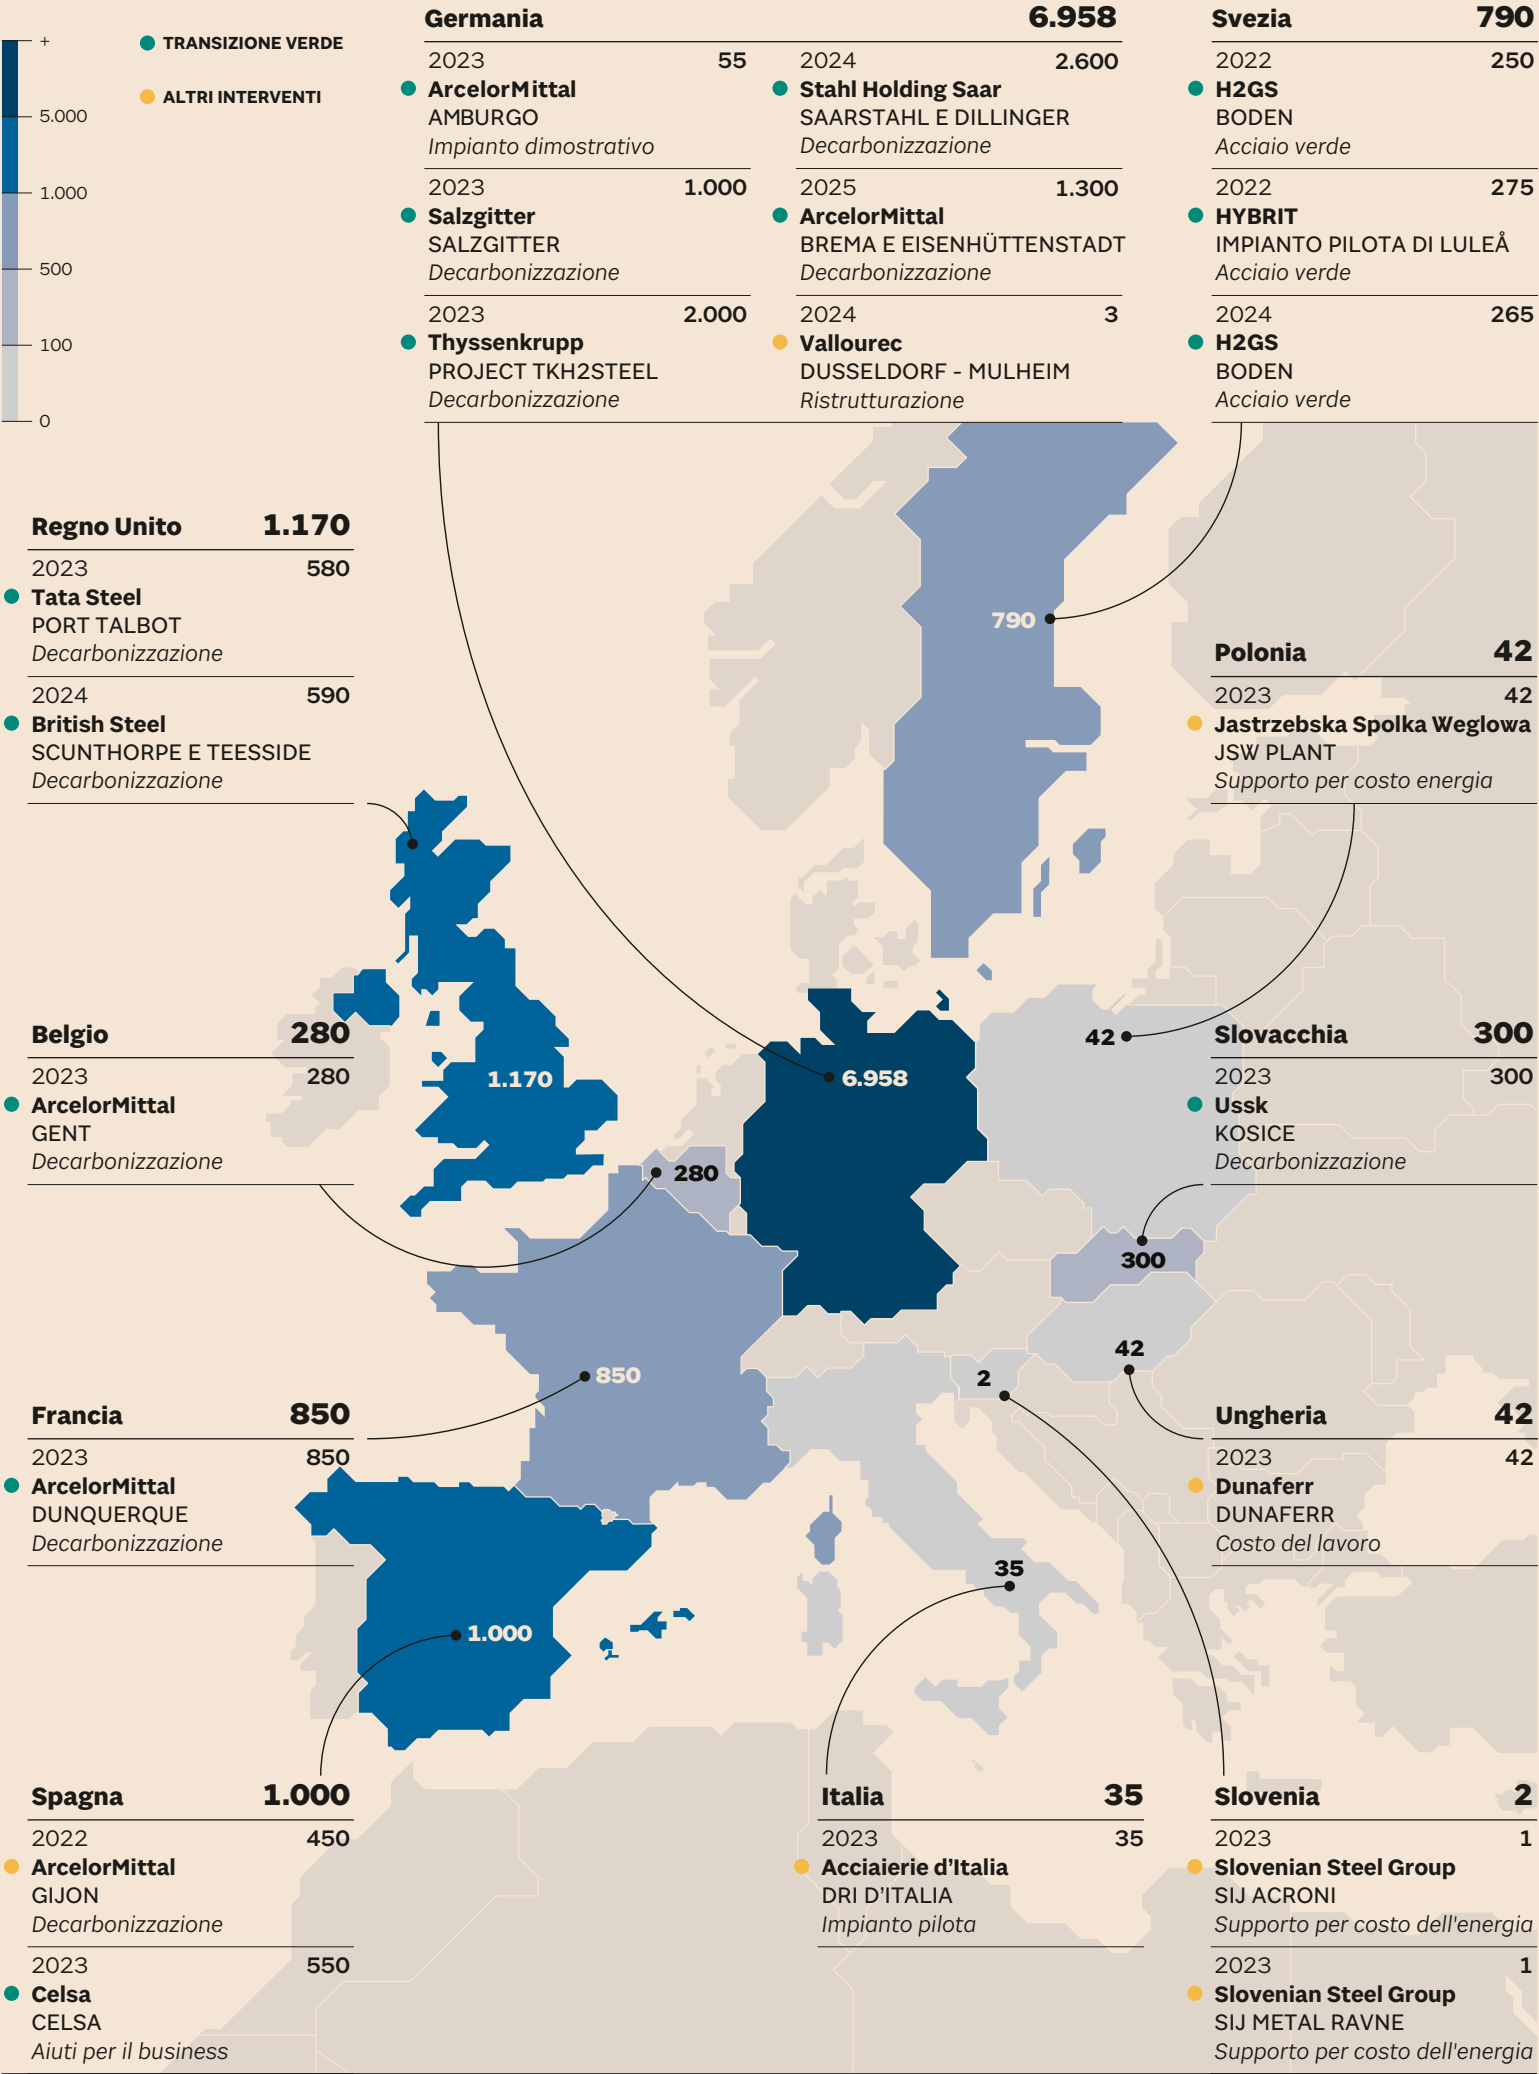 +
5.000
1.000
500
100
0
TRANSIZIONE VERDE
ALTRI INTERVENTI
Germania 6.958
2023 55
ArcelorMittal
AMBURGO
Impianto dimostrativo
2023 1.000
Salzgitter
SALZGITTER
Decarbonizzazione
2023 2.000
Thyssenkrupp
PROJECT TKH2STEEL
Decarbonizzazione
2024 2.600
Stahl Holding Saar
SAARSTAHL E DILLINGER
Decarbonizzazione
2025 1.300
ArcelorMittal
BREMA E EISENHÜTTENSTADT
Decarbonizzazione
2024 3
Vallourec
DUSSELDORF - MULHEIM
Ristrutturazione
Svezia 790
2022 250
H2GS
BODEN
Acciaio verde
2022 275
HYBRIT
IMPIANTO PILOTA DI LULEÅ
Acciaio verde
2024 265
H2GS
BODEN
Acciaio verde
Regno Unito 1.170
2023 580
Tata Steel
PORT TALBOT
Decarbonizzazione
2024 590
British Steel
SCUNTHORPE E TEESSIDE
Decarbonizzazione
790
Polonia 42
2023 42
Jastrzebska Spolka Weglowa
JSW PLANT
Supporto per costo energia
Belgio 280
2023 280
ArcelorMittal
GENT
Decarbonizzazione
1.170
6.958
42
280
Slovacchia 300
2023 300
Ussk
KOSICE
Decarbonizzazione
300
850
42
2
Francia 850
2023 850
ArcelorMittal
DUNQUERQUE
Decarbonizzazione
Ungheria 42
2023 42
Dunaferr
DUNAFERR
Costo del lavoro
35
1.000
Spagna 1.000
2022 450
ArcelorMittal
GIJON
Decarbonizzazione
2023 550
Celsa
CELSA
Aiuti per il business
Italia 35
2023 35
Acciaierie d'Italia
DRI D'ITALIA
Impianto pilota
Slovenia 2
2023 1
Slovenian Steel Group
SIJ ACRONI
Supporto per costo dell'energia
2023 1
Slovenian Steel Group
SIJ METAL RAVNE
Supporto per costo dell'energia